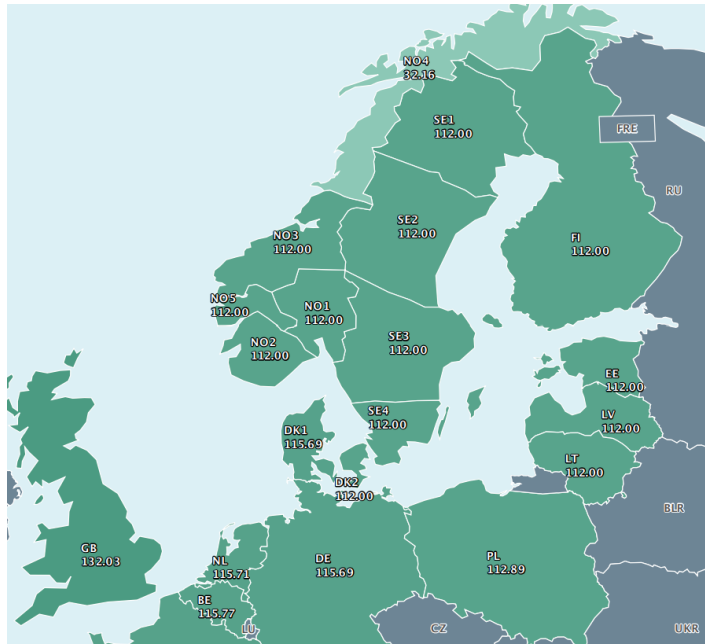 NO4
32.16
SE1
112.00
FRE
RU
SE2
112.00
NO3
112.00
FI
112.00
NO5
112.00
NO1
112.00
NO2
112.00
SE3
112.00
EE
112.00
SE4
112.00
LV
112.00
DK1
115.69
LT
112.00
DK2
112.00
BLR
GB
132.03
NL
115.71
DE
115.69
PL
112.89
BE
115.77
LU
CZ
UKR